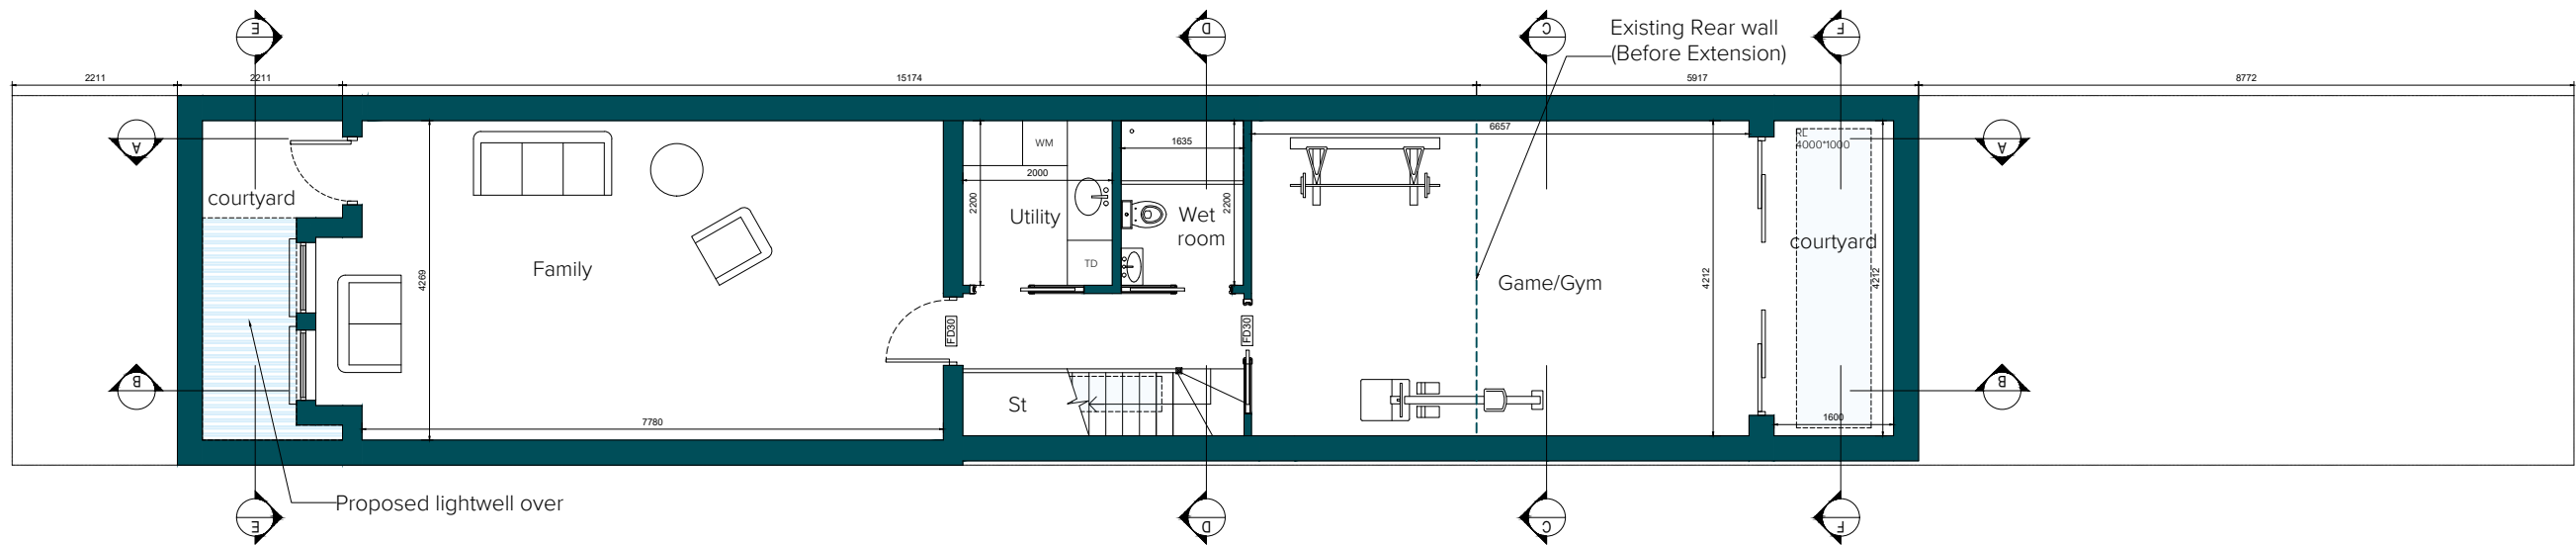 E
D
C
F
Existing Rear wall
(Before Extension)
2211
2211
15174
5917
8772
A
A
6657
RL
4000*1000
WM
1635
2000
courtyard
2200
Utility
Wet
room
2200
courtyard
Family
4269
TD
Game/Gym
4212
4212
FD30
FD30
B
B
St
7780
1600
Proposed lightwell over
E
D
C
F